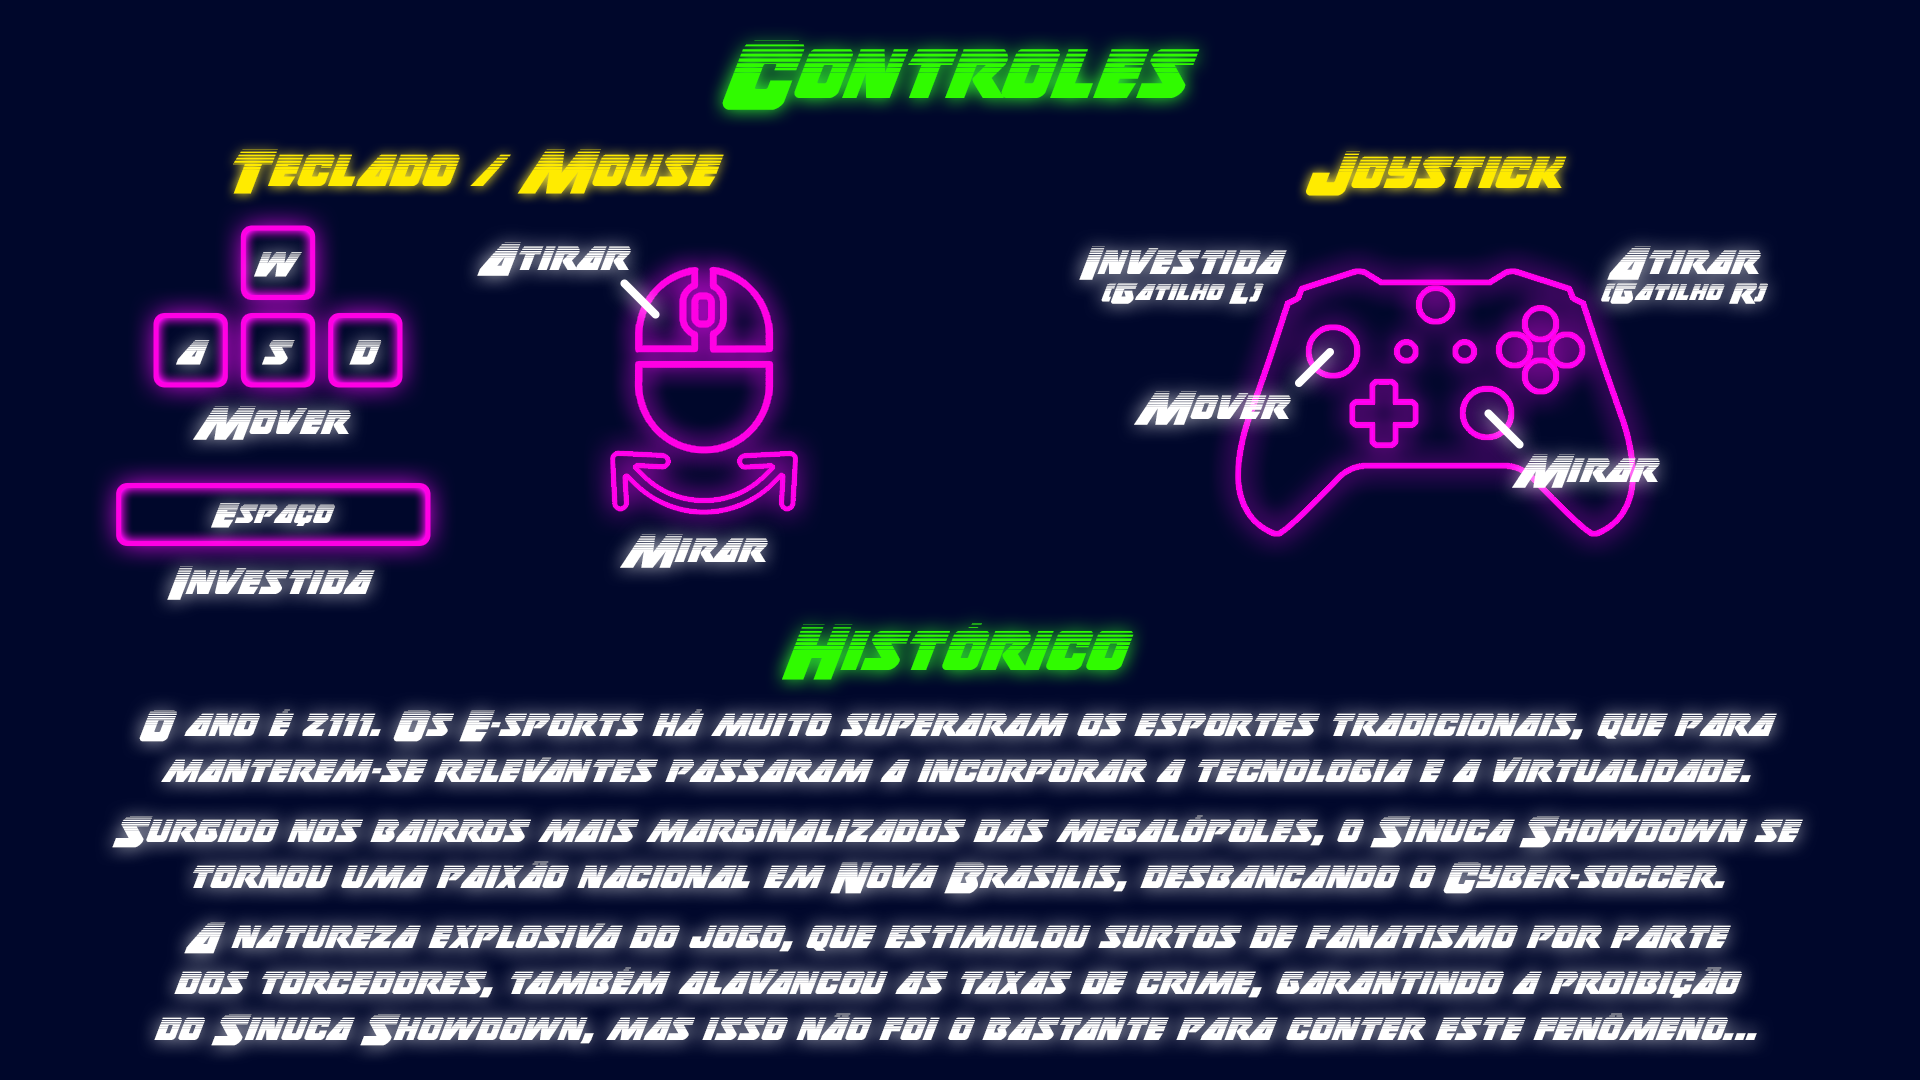 Controles
Teclado / Mouse
Joystick
W
A S D
Mover
Espaço
Investida
Atirar
Mirar
Investida
(Gatilho L)
Atirar
(Gatilho R)
Mover
Mirar
Histórico
O ano é 2111. Os E-sports há muito superaram os esportes tradicionais, que para
manterem-se relevantes passaram a incorporar a tecnologia e a virtualidade.
Surgido nos bairros mais marginalizados das megalópoles, o Sinuca Showdown se
tornou uma paixão nacional em Nova Brasilis, desbancando o Cyber-soccer.
A natureza explosiva do jogo, que estimulou surtos de fanatismo por parte
dos torcedores, também alavancou as taxas de crime, garantindo a proibição
do Sinuca Showdown, mas isso não foi o bastante para conter este fenômeno...